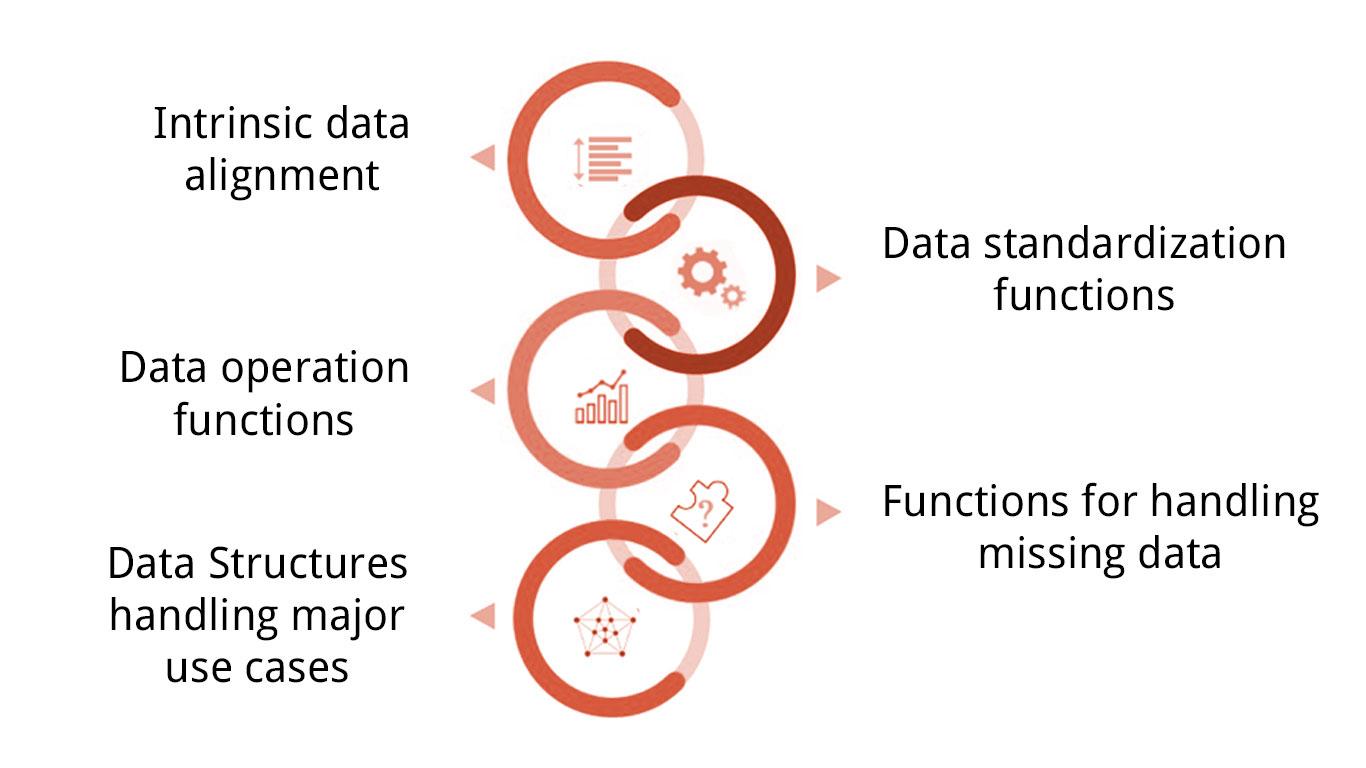 Intrinsic data
alignment
Data standardization
functions
Data operation
functions
Functions for handling
missing data
?
Data Structures
handling major
use cases